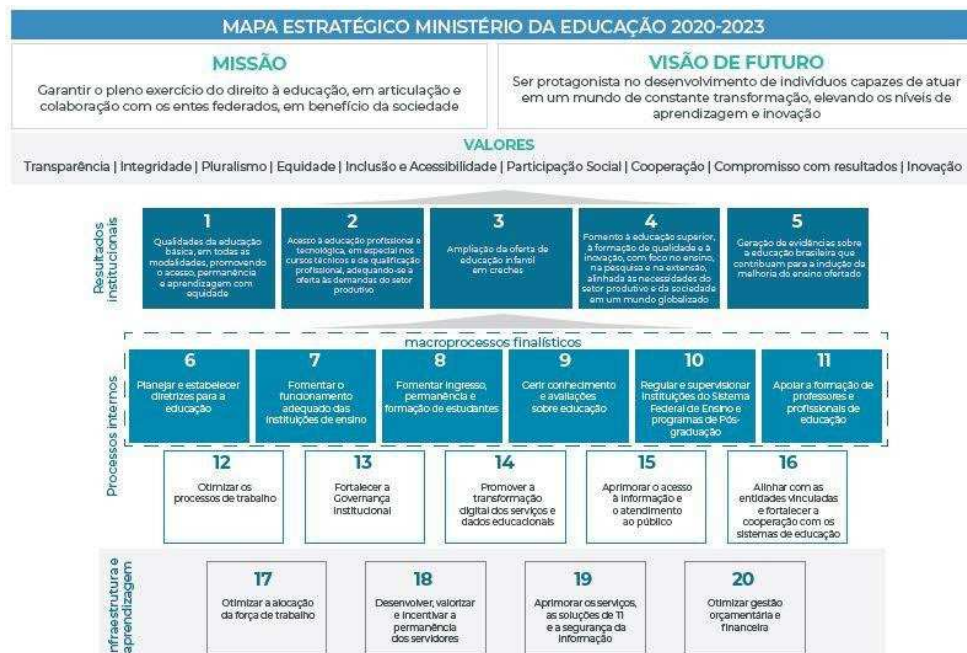 MAPA ESTRATÉGICO MINISTÉRIO DA EDUCAÇÃO 2020-2023
MISSÃO
Garantir o pleno exercício do direito à educação, em articulação e
colaboração com os entes federados, em benefício da sociedade
VISÃO DE FUTURO
Ser protagonista no desenvolvimento de indivíduos capazes de atuar
em um mundo de constante transformação, elevando os níveis de
aprendizagem e inovação
VALORES
Transparência | Integridade | Pluralismo | Equidade | Inclusão e Acessibilidade | Participação Social | Cooperação | Compromisso com resultados | Inovação
Resultados
institucionais
1
Qualidades da educação
básica, em todas as
modalidades, promovendo
o acesso, permanência
e aprendizagem com
equidade
2
Acesso à educação profissional e
tecnológica, em especial nos
cursos técnicos e de qualificação
profissional, adequando-se a
oferta às demandas do setor
produtivo
3
Ampliação da oferta de
educação infantil
em creches
4
Fomento à educação superior,
à formação de qualidade e à
inovação, com foco no ensino,
na pesquisa e na extensão,
alinhada às necessidades do
setor produtivo e da sociedade
em um mundo globalizado
5
Geração de evidências sobre
a educação brasileira que
contribuam para a indução da
melhoria do ensino ofertado
Processos internos
macroprocessos finalísticos
6
Planejar e estabelecer
diretrizes para a
educação
7
Fomentar o
funcionamento
adequado das
instituições de ensino
8
Fomentar ingresso,
permanência e
formação de estudantes
9
Gerir conhecimento
e avaliações
sobre educação
10
Regular e supervisionar
Instituições do Sistema
Federal de Ensino e
programas de Pós-
graduação
11
Apoiar a formação de
professores e
profissionais de
educação
12
Otimizar os
processos de trabalho
13
Fortalecer a
Governança
Institucional
14
Promover a
transformação
digital dos serviços e
dados educacionais
15
Aprimorar o acesso
à informação e
o atendimento
ao público
16
Alinhar com as
entidades vinculadas
e fortalecer a
cooperação com os
sistemas de educação
Infraestrutura e
aprendizagem
17
Otimizar a alocação
da força de trabalho
18
Desenvolver, valorizar
e incentivar a
permanência
dos servidores
19
Aprimorar os serviços,
as soluções de TI
e a segurança da
informação
20
Otimizar gestão
orçamentária e
financeira